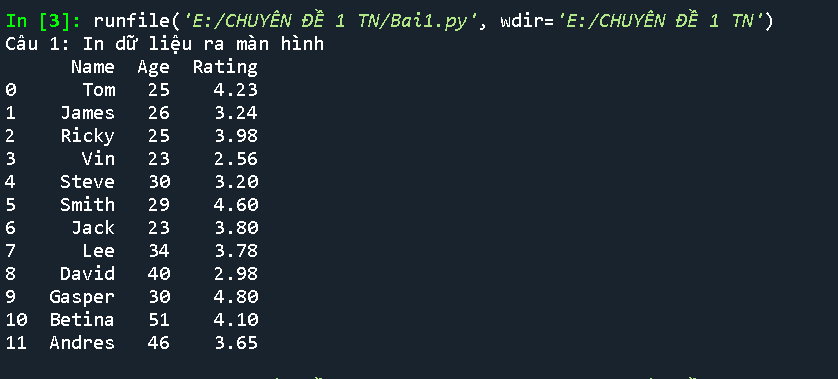 In [3]: runfile('E:/CHUYÊN ĐỀ 1 TN/Bai1.py', wdir='E:/CHUYÊN ĐỀ 1 TN')
Câu 1: In dữ liệu ra màn hình
Name Age Rating
0 Tom 25 4.23
1 James 26 3.24
2 Ricky 25 3.98
3 Vin 23 2.56
4 Steve 30 3.20
5 Smith 29 4.60
6 Jack 23 3.80
7 Lee 34 3.78
8 David 40 2.98
9 Gasper 30 4.80
10 Betina 51 4.10
11 Andres 46 3.65